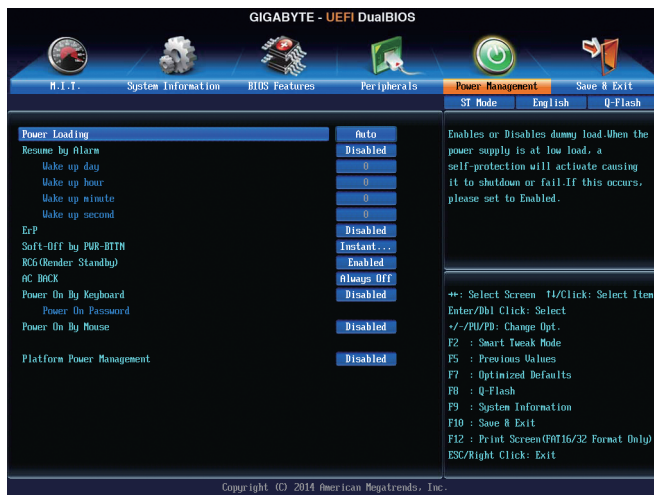 GIGABYTE - UEFI DualBIOS
M.I.T.
System Information
BIOS Features
Peripherals
Power Management
Save & Exit
ST Mode
English
Q-Flash
Power Loading Auto
Resume by Alarm Disabled
Wake up day 0
Wake up hour 0
Wake up minute 0
Wake up second 0
ErP Disabled
Soft-Off by PWR-BTTN Instant...
RC6(Render Standby) Enabled
AC BACK Always Off
Power On By Keyboard Disabled
Power On Password
Power On By Mouse Disabled
Platform Power Management Disabled
Enables or Disables dummy load.When the
power supply is at low load, a
self-protection will activate causing
it to shutdown or fail.If this occurs,
please set to Enabled.
→←: Select Screen ↑↓/Click: Select Item
Enter/Dbl Click: Select
+/-/PU/PD: Change Opt.
F2 : Smart Tweak Mode
F5 : Previous Values
F7 : Optimized Defaults
F8 : Q-Flash
F9 : System Information
F10 : Save & Exit
F12 : Print Screen(FAT16/32 Format Only)
ESC/Right Click: Exit
Copyright (C) 2014 American Megatrends, Inc.